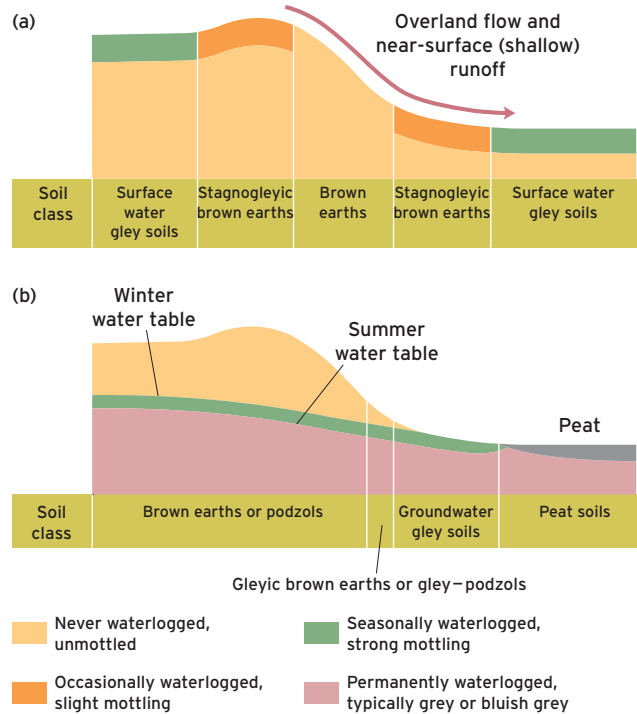 (a)
Overland flow and
near-surface (shallow)
runoff
Soil
class
Surface
water
gley soils
Stagnogleyic
brown earths
Brown
earths
Stagnogleyic
brown earths
Surface water
gley soils
(b)
Winter
water table
Summer
water table
Peat
Soil
class
Brown earths or podzols
Groundwater
gley soils
Peat soils
Gleyic brown earths or gley–podzols
Never waterlogged,
unmottled
Seasonally waterlogged,
strong mottling
Occasionally waterlogged,
slight mottling
Permanently waterlogged,
typically grey or bluish grey